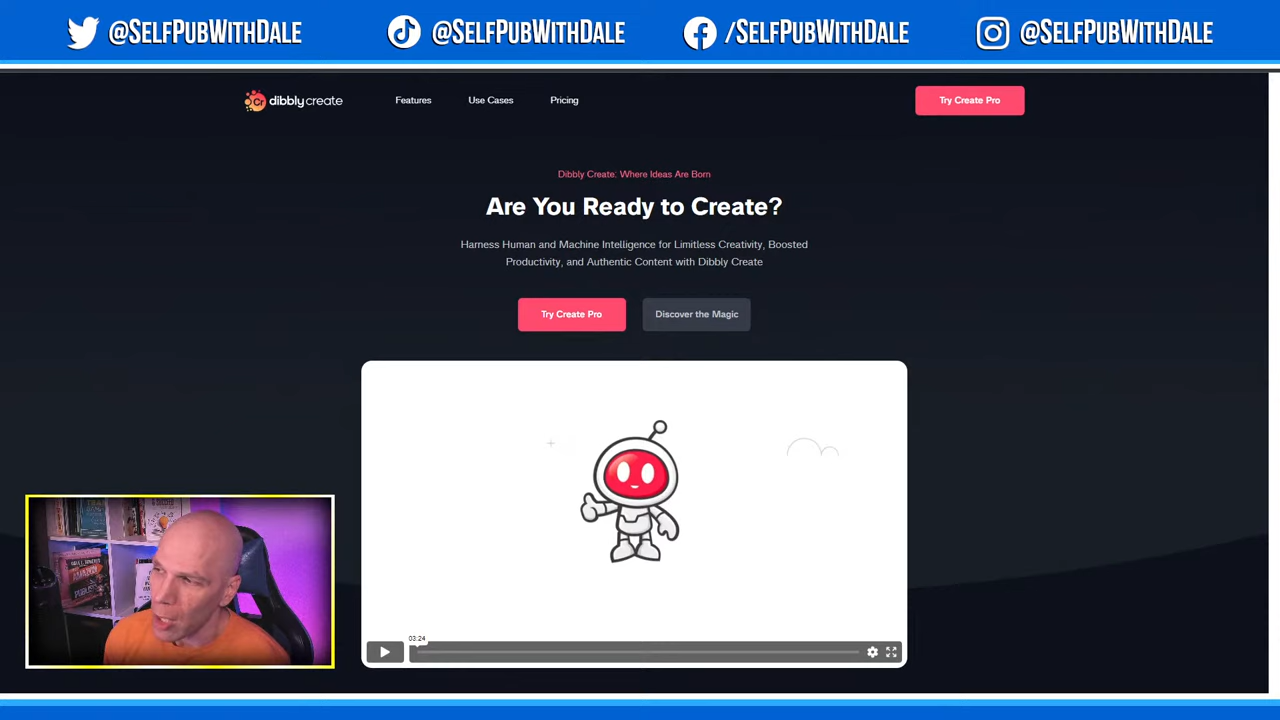 @SELFPUBWITHDALE
@SELFPUBWITHDALE
/SELFPUBWITHDALE
@SELFPUBWITHDALE
Cr dibbly create
Features
Use Cases
Pricing
Try Create Pro
Dibbly Create: Where Ideas Are Born
Are You Ready to Create?
Harness Human and Machine Intelligence for Limitless Creativity, Boosted
Productivity, and Authentic Content with Dibbly Create
Try Create Pro
Discover the Magic
03:24